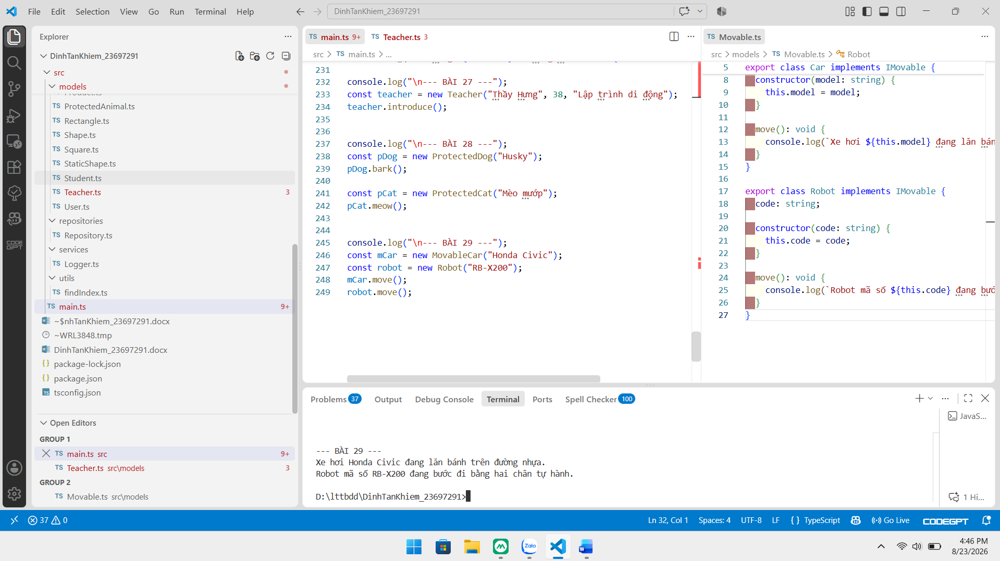 File Edit Selection View Go Run Terminal Help
DinhTanKhiem_23697291
Explorer
DinhTanKhiem_23697291
src
models
ProtectedAnimal.ts
Rectangle.ts
Shape.ts
Square.ts
StaticShape.ts
Student.ts
Teacher.ts 3
User.ts
repositories
Repository.ts
services
Logger.ts
utils
findIndex.ts
main.ts 9+
~$nhTanKhiem_23697291.docx
~WRL3848.tmp
DinhTanKhiem_23697291.docx
package-lock.json
package.json
tsconfig.json
Open Editors
GROUP 1
main.ts src 9+
Teacher.ts src\models 3
GROUP 2
Movable.ts src\models
main.ts 9+ Teacher.ts 3
src > main.ts > ...
231
232 console.log("\n--- BÀI 27 ---");
233 const teacher = new Teacher("Thầy Hưng", 38, "Lập trình di động");
234 teacher.introduce();
235
236
237 console.log("\n--- BÀI 28 ---");
238 const pDog = new ProtectedDog("Husky");
239 pDog.bark();
240
241 const pCat = new ProtectedCat("Mèo mướp");
242 pCat.meow();
243
244
245 console.log("\n--- BÀI 29 ---");
246 const mCar = new MovableCar("Honda Civic");
247 const robot = new Robot("RB-X200");
248 mCar.move();
249 robot.move();
Movable.ts
src > models > Movable.ts > Robot
5 export class Car implements IMovable {
8 constructor(model: string) {
9 this.model = model;
10 }
11
12 move(): void {
13 console.log(`Xe hơi ${this.model} đang lăn bán
14 }
15 }
16
17 export class Robot implements IMovable {
18 code: string;
19
20 constructor(code: string) {
21 this.code = code;
22 }
23
24 move(): void {
25 console.log(`Robot mã số ${this.code} đang bướ
26 }
27 }
Problems 37 Output Debug Console Terminal Ports Spell Checker 100
JavaS...
--- BÀI 29 ---
Xe hơi Honda Civic đang lăn bánh trên đường nhựa.
Robot mã số RB-X200 đang bước đi bằng hai chân tự hành.
D:\lttbdd\DinhTanKhiem_23697291>
1 Hi...
CODE GPT
37 0 Ln 32, Col 1 Spaces: 4 UTF-8 LF {} TypeScript Go Live CODEGPT
Zalo
4:46 PM
8/23/2026